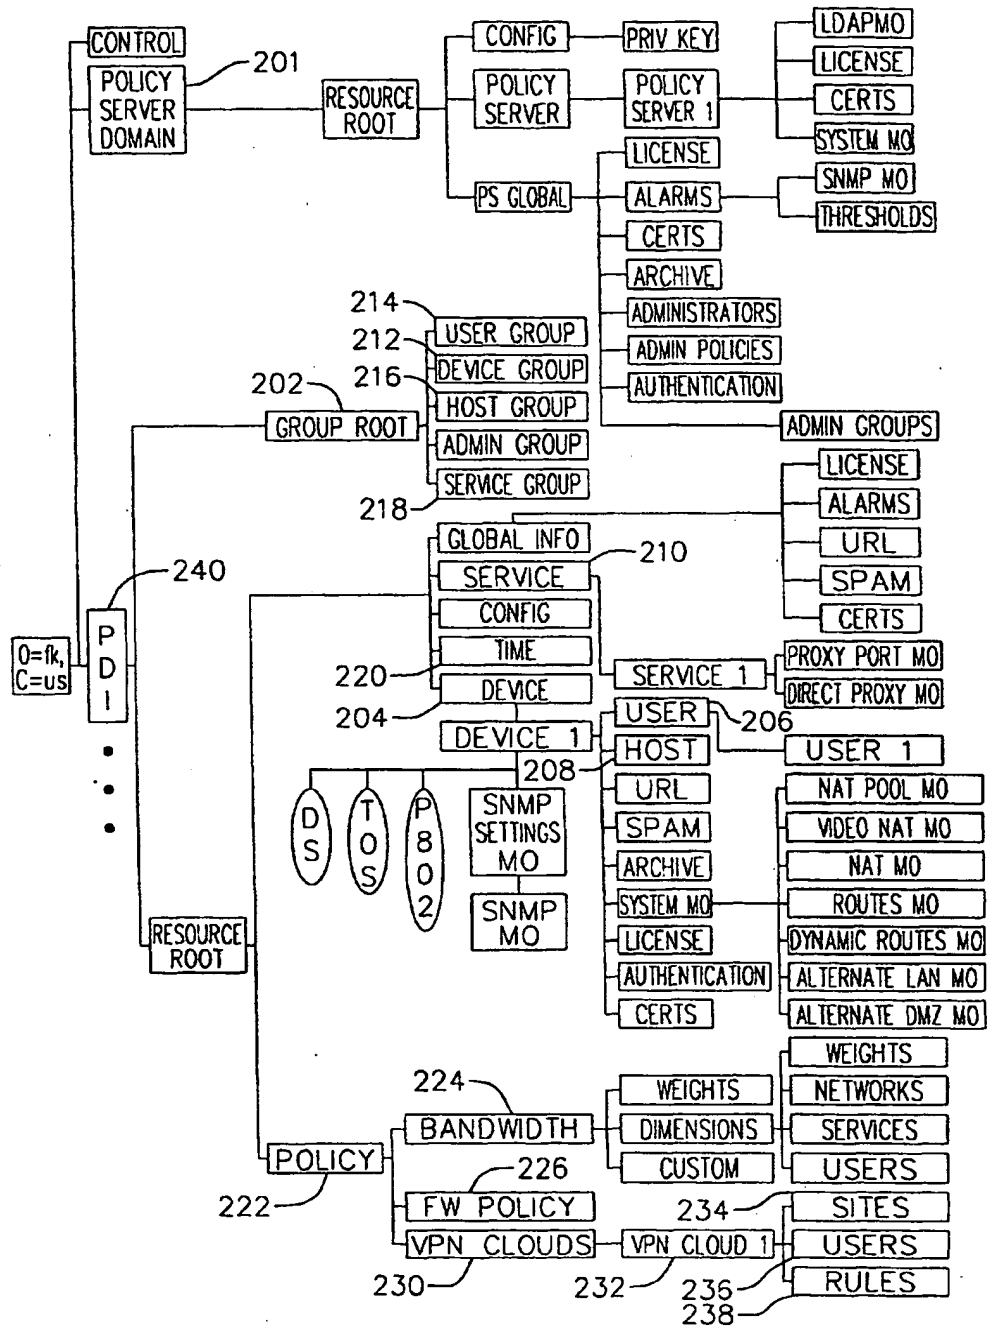 CONTROL
POLICY
SERVER
DOMAIN
201
RESOURCE
ROOT
CONFIG
PRIV KEY
POLICY
SERVER
POLICY
SERVER 1
LDAPMO
LICENSE
CERTS
SYSTEM MO
PS GLOBAL
LICENSE
ALARMS
CERTS
ARCHIVE
ADMINISTRATORS
ADMIN POLICIES
AUTHENTICATION
ADMIN GROUPS
SNMP MO
THRESHOLDS
214
212
216
202
218
GROUP ROOT
USER GROUP
DEVICE GROUP
HOST GROUP
ADMIN GROUP
SERVICE GROUP
LICENSE
ALARMS
URL
SPAM
CERTS
GLOBAL INFO
210
SERVICE
CONFIG
TIME
220
DEVICE
204
240
O=fk,
C=us
P
D
I
SERVICE 1
PROXY PORT MO
DIRECT PROXY MO
DEVICE 1
USER
206
USER 1
HOST
208
URL
SPAM
ARCHIVE
SYSTEM MO
LICENSE
AUTHENTICATION
CERTS
NAT POOL MO
VIDEO NAT MO
NAT MO
ROUTES MO
DYNAMIC ROUTES MO
ALTERNATE LAN MO
ALTERNATE DMZ MO
DS
TOS
P802
SNMP
SETTINGS
MO
SNMP
MO
RESOURCE
ROOT
POLICY
222
224
BANDWIDTH
WEIGHTS
DIMENSIONS
CUSTOM
WEIGHTS
NETWORKS
SERVICES
USERS
226
FW POLICY
VPN CLOUDS
230
VPN CLOUD 1
232
234
SITES
USERS
236
RULES
238